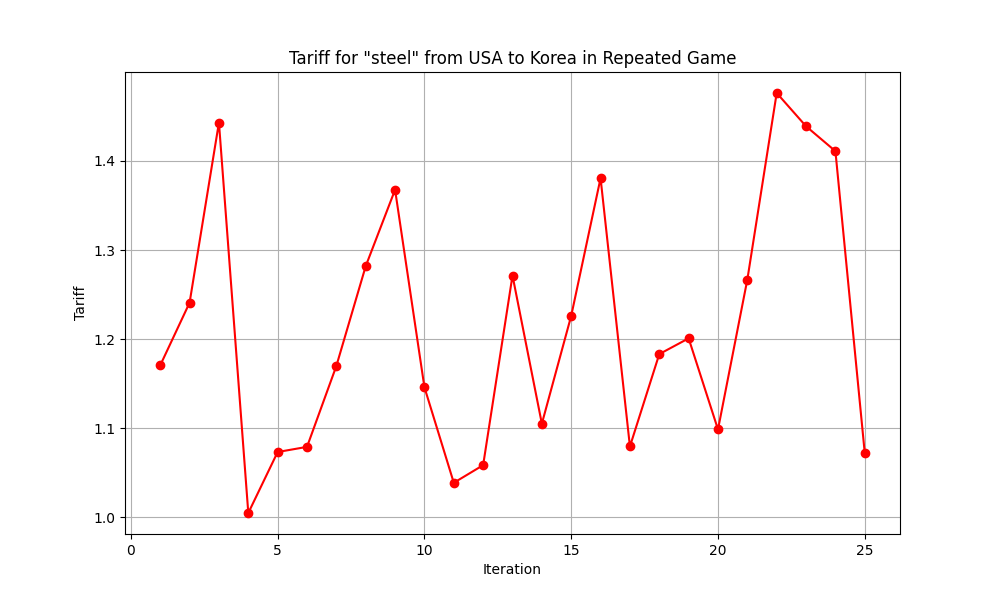 Tariff for "steel" from USA to Korea in Repeated Game
Tariff
1.4
1.3
1.2
1.1
1.0
0 5 10 15 20 25
Iteration